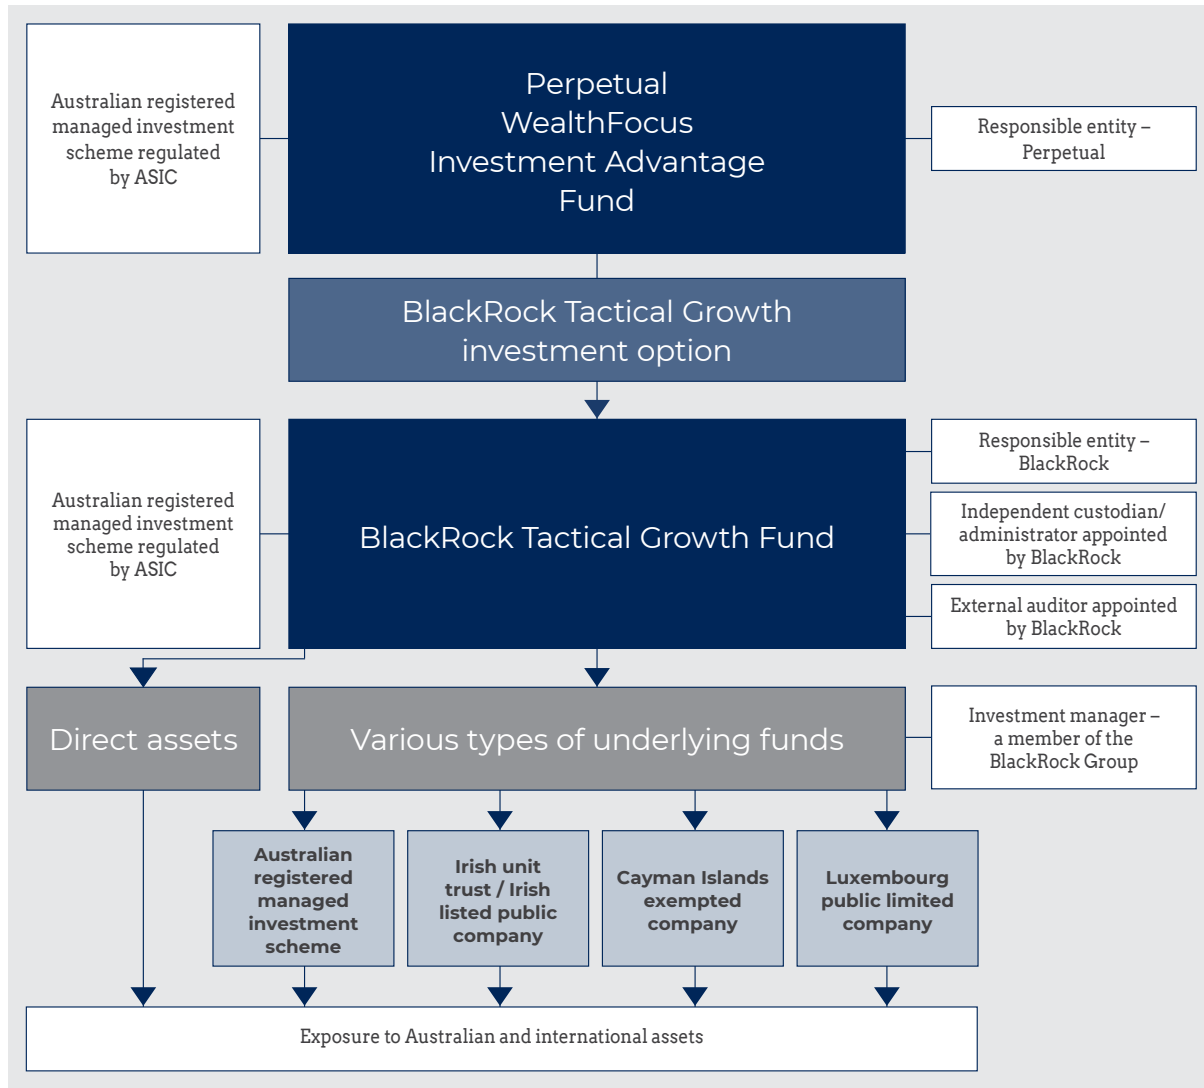 Australian registered
managed investment
scheme regulated
by ASIC
Perpetual
WealthFocus
Investment Advantage
Fund
Responsible entity –
Perpetual
BlackRock Tactical Growth
investment option
Australian registered
managed investment
scheme regulated
by ASIC
BlackRock Tactical Growth Fund
Responsible entity –
BlackRock
Independent custodian/
administrator appointed
by BlackRock
External auditor appointed
by BlackRock
Direct assets
Various types of underlying funds
Investment manager –
a member of the
BlackRock Group
Australian
registered
managed
investment
scheme
Irish unit
trust / Irish
listed public
company
Cayman Islands
exempted
company
Luxembourg
public limited
company
Exposure to Australian and international assets